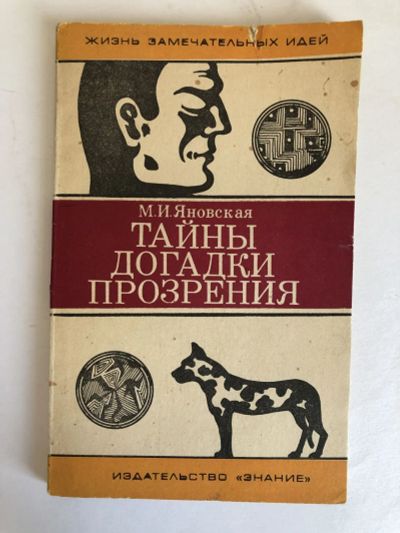 ЖИЗНЬ ЗАМЕЧАТЕЛЬНЫХ ИДЕЙ
М.И.Яновская
ТАЙНЫ
ДОГАДКИ
ПРОЗРЕНИЯ
ИЗДАТЕЛЬСТВО «ЗНАНИЕ»